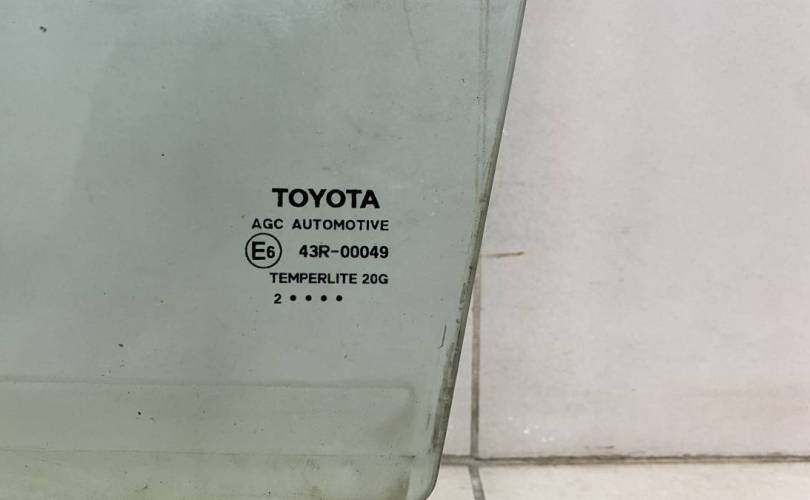 TOYOTA
AGC AUTOMOTIVE
E6 43R-00049
TEMPERLITE 20G
2 • • • •